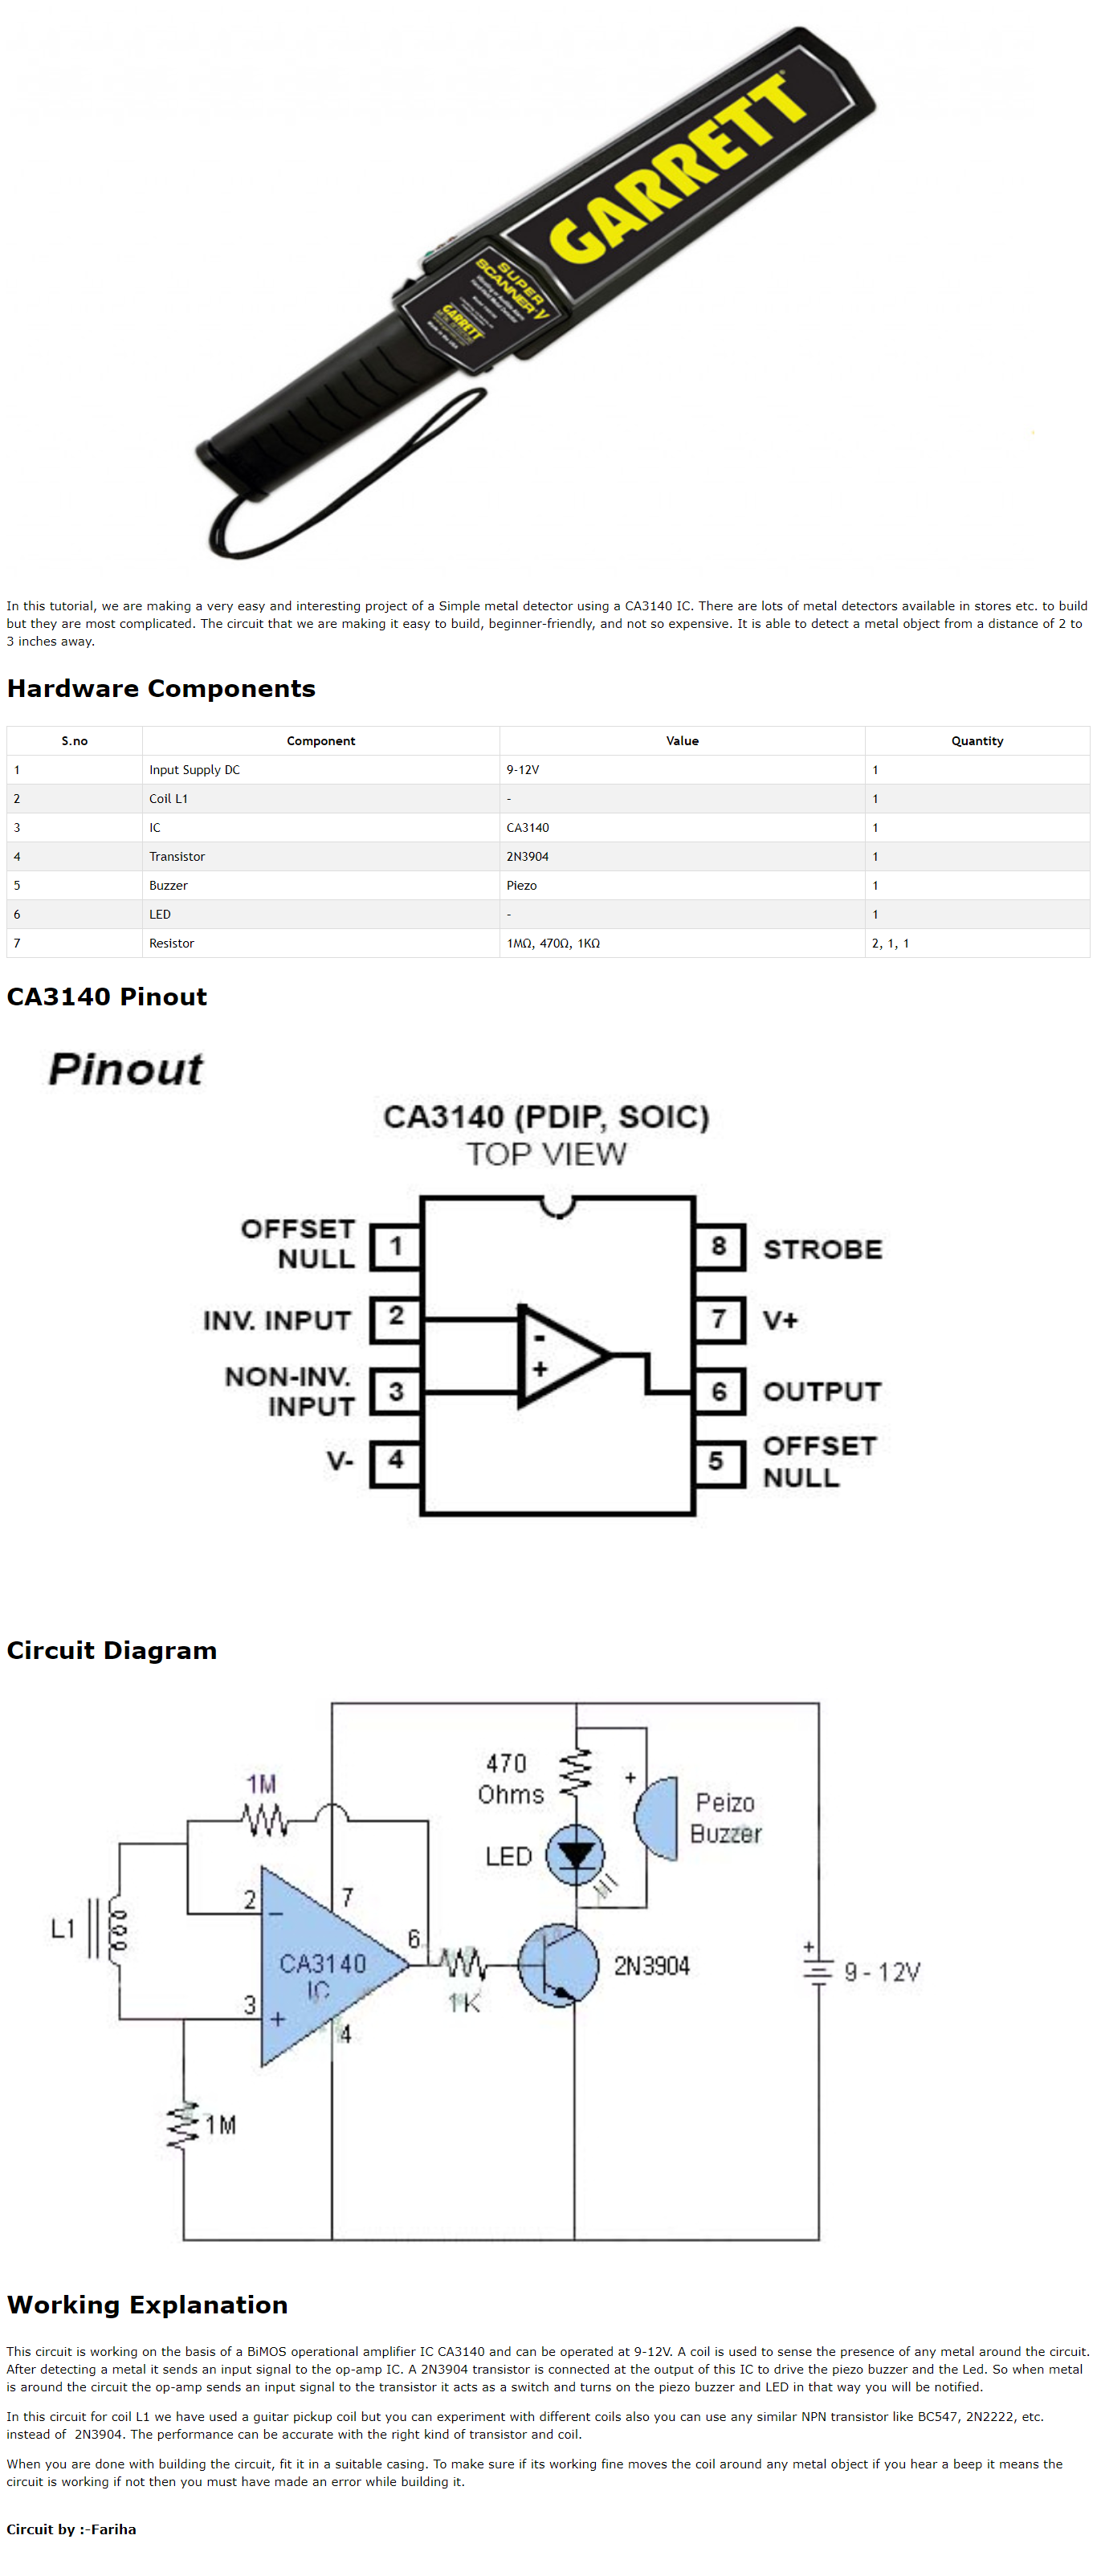 GARRETT
SUPER
SCANNER-V
GARRETT
Made in the USA
In this tutorial, we are making a very easy and interesting project of a Simple metal detector using a CA3140 IC. There are lots of metal detectors available in stores etc. to build
but they are most complicated. The circuit that we are making it easy to build, beginner-friendly, and not so expensive. It is able to detect a metal object from a distance of 2 to
3 inches away.
Hardware Components
S.no Component Value Quantity
1 Input Supply DC 9-12V 1
2 Coil L1 - 1
3 IC CA3140 1
4 Transistor 2N3904 1
5 Buzzer Piezo 1
6 LED - 1
7 Resistor 1MΩ, 470Ω, 1KΩ 2, 1, 1
CA3140 Pinout
Pinout
CA3140 (PDIP, SOIC)
TOP VIEW
OFFSET
NULL
1
8
STROBE
INV. INPUT
2
-
7
V+
NON-INV.
INPUT
3
+
6
OUTPUT
V-
4
5
OFFSET
NULL
Circuit Diagram
1M
470
Ohms
+
Peizo
Buzzer
LED
L1
2
-
7
CA3140
IC
6
1K
2N3904
+
9 - 12V
3
+
4
1M
Working Explanation
This circuit is working on the basis of a BiMOS operational amplifier IC CA3140 and can be operated at 9-12V. A coil is used to sense the presence of any metal around the circuit.
After detecting a metal it sends an input signal to the op-amp IC. A 2N3904 transistor is connected at the output of this IC to drive the piezo buzzer and the Led. So when metal
is around the circuit the op-amp sends an input signal to the transistor it acts as a switch and turns on the piezo buzzer and LED in that way you will be notified.
In this circuit for coil L1 we have used a guitar pickup coil but you can experiment with different coils also you can use any similar NPN transistor like BC547, 2N2222, etc.
instead of  2N3904. The performance can be accurate with the right kind of transistor and coil.
When you are done with building the circuit, fit it in a suitable casing. To make sure if its working fine moves the coil around any metal object if you hear a beep it means the
circuit is working if not then you must have made an error while building it.
Circuit by :-Fariha